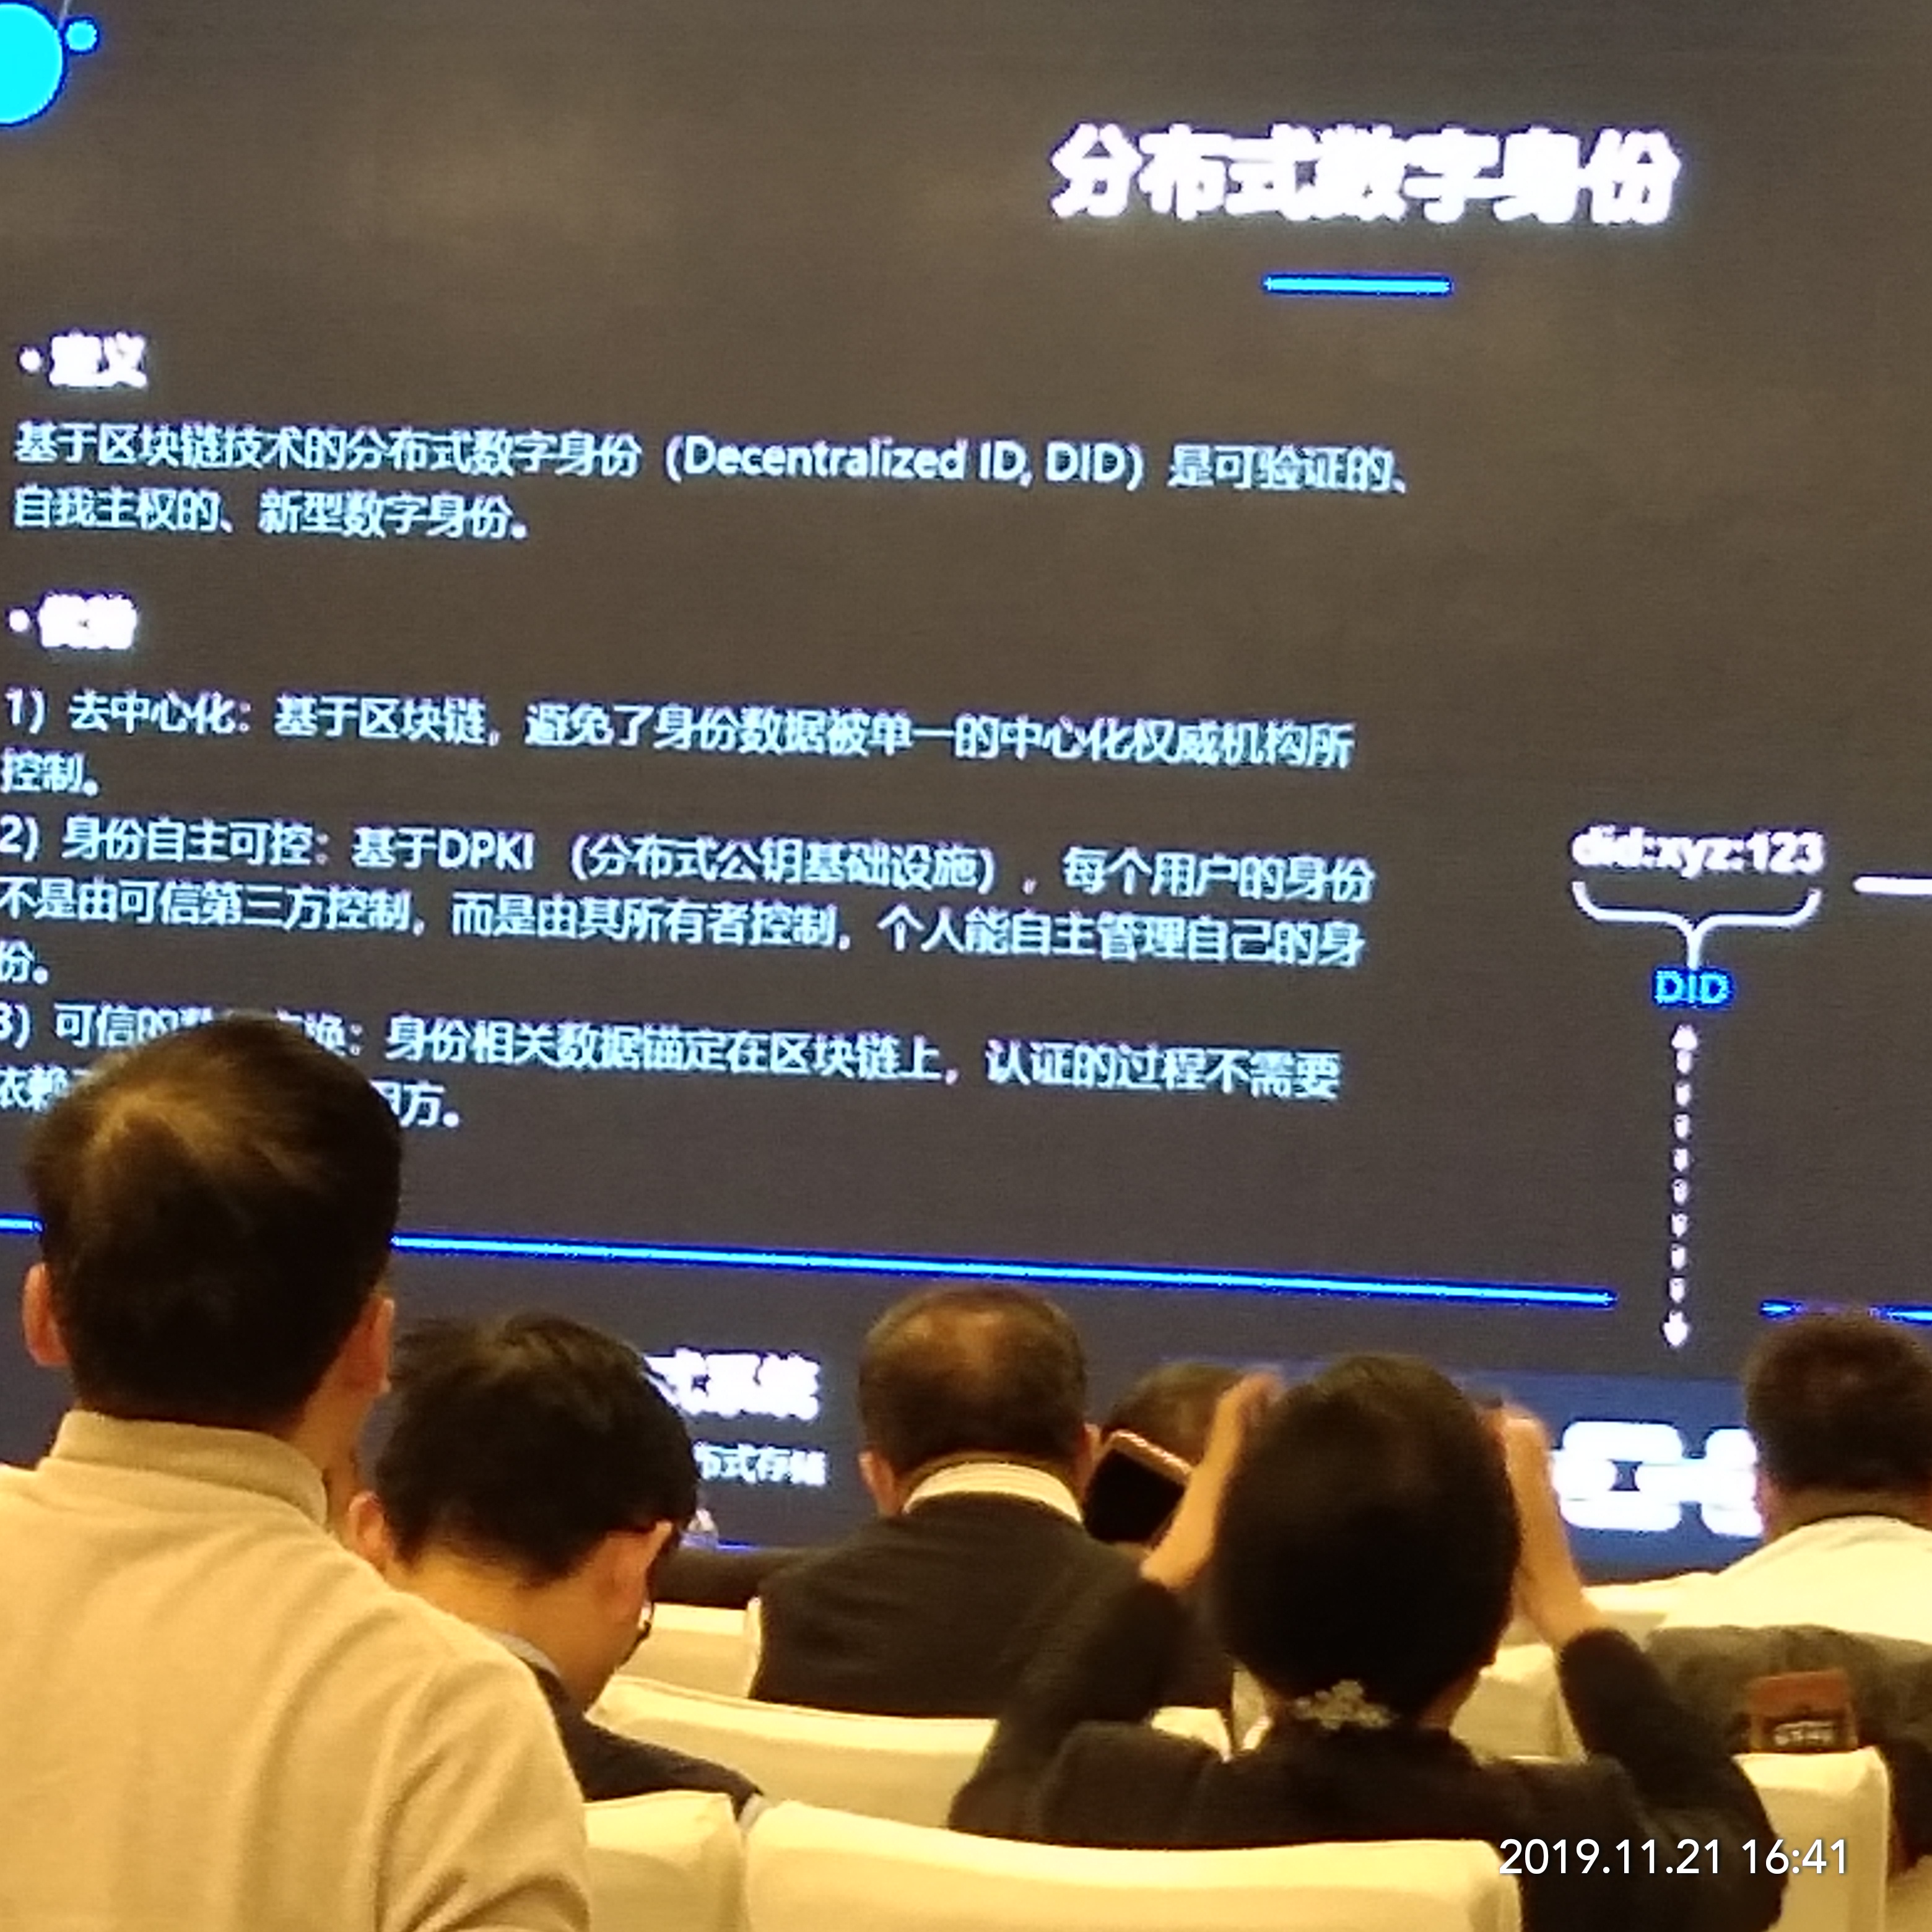 分布式数字身份
• 定义
基于区块链技术的分布式数字身份（Decentralized ID, DID）是可验证的、
自我主权的、新型数字身份。
• 优势
1）去中心化：基于区块链，避免了身份数据被单一的中心化权威机构所
控制。
2）身份自主可控：基于DPKI （分布式公钥基础设施），每个用户的身份
不是由可信第三方控制，而是由其所有者控制，个人能自主管理自己的身
份。
3）可信的数 换：身份相关数据锚定在区块链上，认证的过程不需要
依赖 方。
did:xyz:123
DID
式系统
布式存储
2019.11.21 16:41